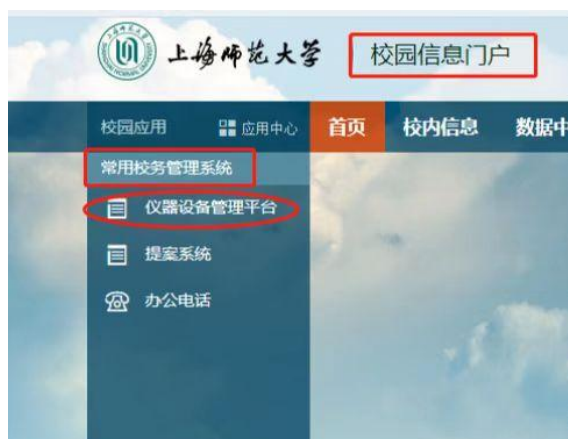 上海师范大学
校园信息门户
校园应用 应用中心 首页 校内信息 数据中
常用校务管理系统
仪器设备管理平台
提案系统
办公电话